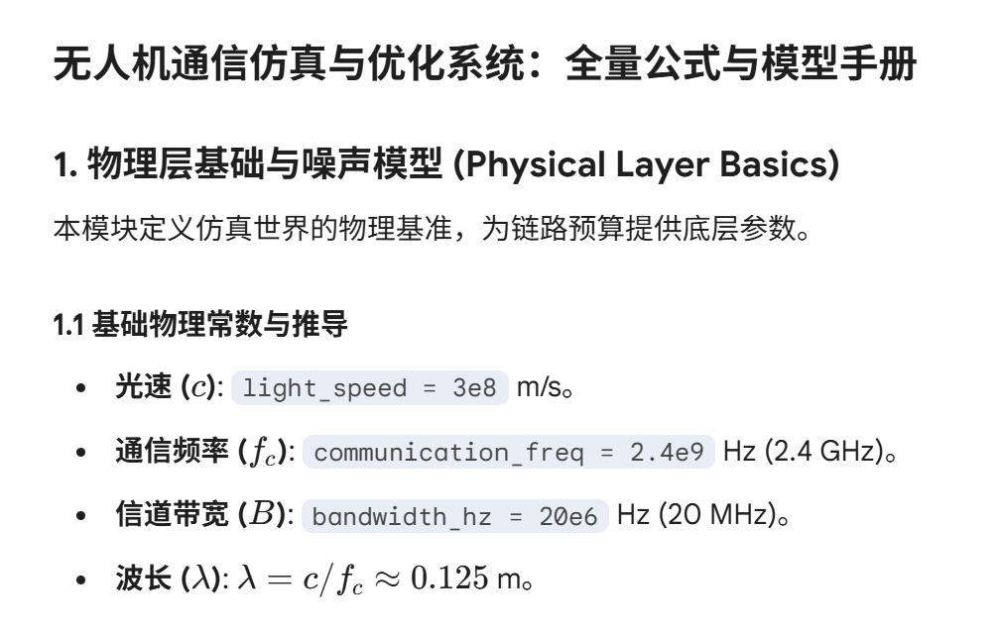 无人机通信仿真与优化系统：全量公式与模型手册
1. 物理层基础与噪声模型 (Physical Layer Basics)
本模块定义仿真世界的物理基准，为链路预算提供底层参数。
1.1 基础物理常数与推导
• 光速 (c): light_speed = 3e8 m/s。
• 通信频率 (f_c): communication_freq = 2.4e9 Hz (2.4 GHz)。
• 信道带宽 (B): bandwidth_hz = 20e6 Hz (20 MHz)。
• 波长 (λ): λ = c/f_c ≈ 0.125 m。